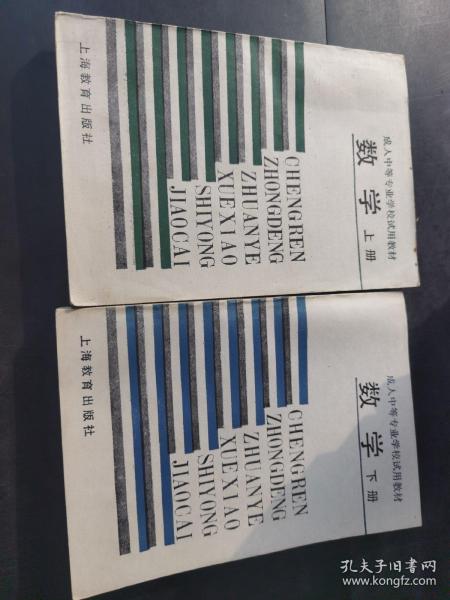 成人中等专业学校试用教材
数学 上册
CHENGREN
ZHONGDENG
ZHUANYE
XUEXIAO
SHIYONG
JIAOCAI
上海教育出版社
成人中等专业学校试用教材
数学 下册
CHENGREN
ZHONGDENG
ZHUANYE
XUEXIAO
SHIYONG
JIAOCAI
上海教育出版社
孔夫子旧书网
www.kongfz.com